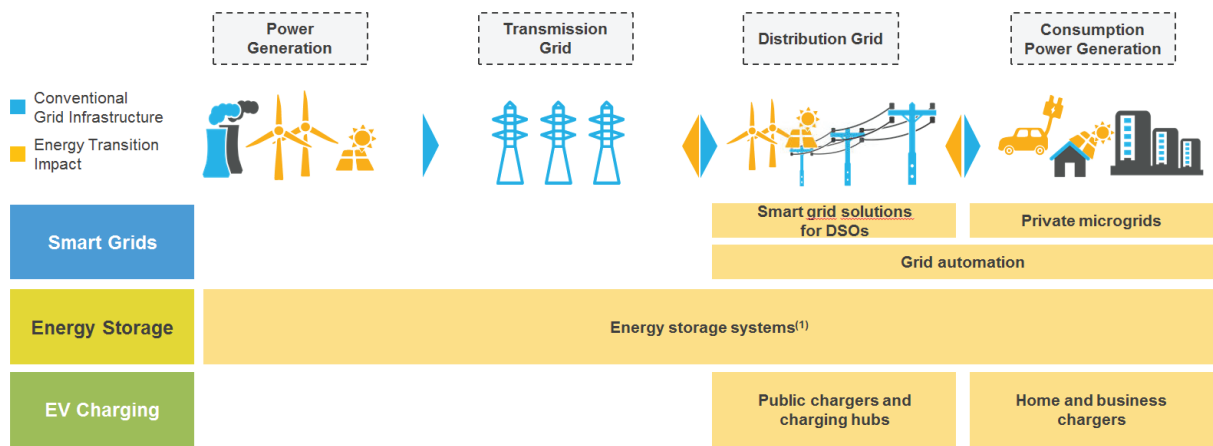 Power
Generation
Transmission
Grid
Distribution Grid
Consumption
Power Generation
Conventional
Grid Infrastructure
Energy Transition
Impact
Smart Grids
Smart grid solutions
for DSOs
Private microgrids
Grid automation
Energy Storage
Energy storage systems(1)
EV Charging
Public chargers and
charging hubs
Home and business
chargers